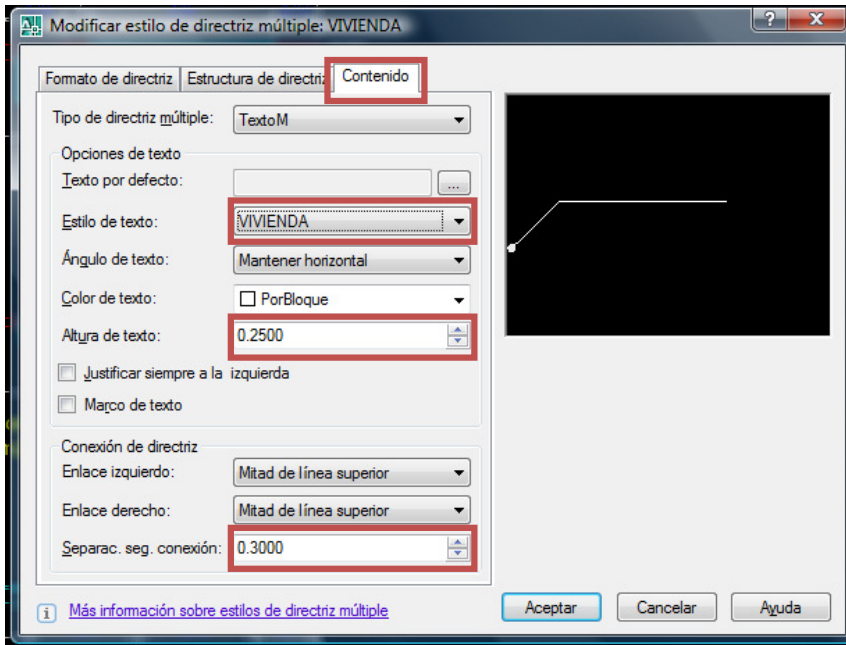 Modificar estilo de directriz múltiple: VIVIENDA
Formato de directriz Estructura de directriz Contenido
Tipo de directriz múltiple: TextoM
Opciones de texto
Texto por defecto: ...
Estilo de texto: VIVIENDA
Ángulo de texto: Mantener horizontal
Color de texto: PorBloque
Altura de texto: 0.2500
Justificar siempre a la izquierda
Marco de texto
Conexión de directriz
Enlace izquierdo: Mitad de línea superior
Enlace derecho: Mitad de línea superior
Separac. seg. conexión: 0.3000
Más información sobre estilos de directriz múltiple Aceptar Cancelar Ayuda